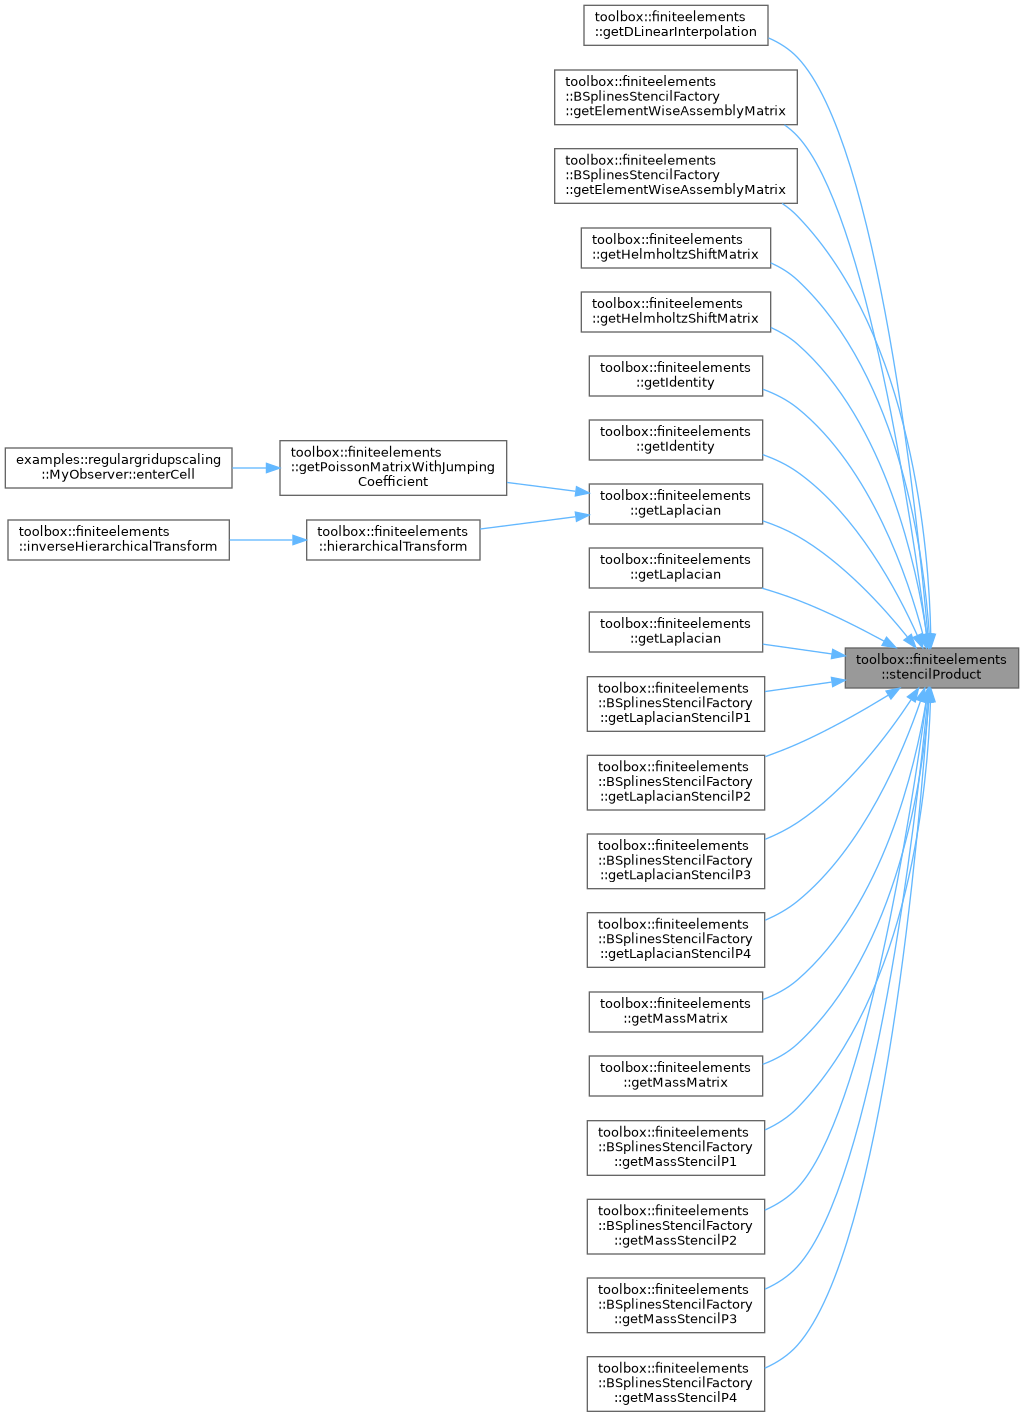 toolbox::finiteelements
::getDLinearInterpolation
toolbox::finiteelements
::BSplinesStencilFactory
::getElementWiseAssemblyMatrix
toolbox::finiteelements
::BSplinesStencilFactory
::getElementWiseAssemblyMatrix
toolbox::finiteelements
::getHelmholtzShiftMatrix
toolbox::finiteelements
::getHelmholtzShiftMatrix
toolbox::finiteelements
::getIdentity
toolbox::finiteelements
::getIdentity
examples::regulargridupscaling
::MyObserver::enterCell
toolbox::finiteelements
::getPoissonMatrixWithJumping
Coefficient
toolbox::finiteelements
::getLaplacian
toolbox::finiteelements
::inverseHierarchicalTransform
toolbox::finiteelements
::hierarchicalTransform
toolbox::finiteelements
::getLaplacian
toolbox::finiteelements
::getLaplacian
toolbox::finiteelements
::stencilProduct
toolbox::finiteelements
::BSplinesStencilFactory
::getLaplacianStencilP1
toolbox::finiteelements
::BSplinesStencilFactory
::getLaplacianStencilP2
toolbox::finiteelements
::BSplinesStencilFactory
::getLaplacianStencilP3
toolbox::finiteelements
::BSplinesStencilFactory
::getLaplacianStencilP4
toolbox::finiteelements
::getMassMatrix
toolbox::finiteelements
::getMassMatrix
toolbox::finiteelements
::BSplinesStencilFactory
::getMassStencilP1
toolbox::finiteelements
::BSplinesStencilFactory
::getMassStencilP2
toolbox::finiteelements
::BSplinesStencilFactory
::getMassStencilP3
toolbox::finiteelements
::BSplinesStencilFactory
::getMassStencilP4